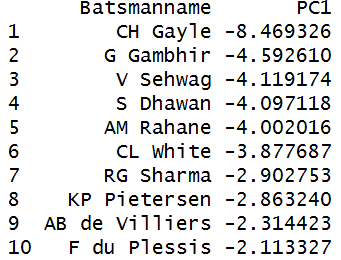 Batsmanname PC1
1 CH Gayle -8.469326
2 G Gambhir -4.592610
3 V Sehwag -4.119174
4 S Dhawan -4.097118
5 AM Rahane -4.002016
6 CL White -3.877687
7 RG Sharma -2.902753
8 KP Pietersen -2.863240
9 AB de Villiers -2.314423
10 F du Plessis -2.113327